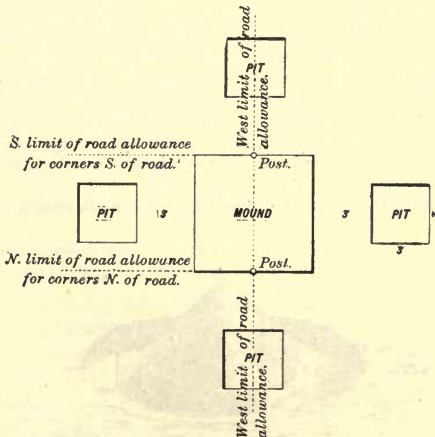 West limit of road
allowance.
PIT
S. limit of road allowance
for corners S. of road.'
Post.
PIT
3
MOUND
3
PIT
3
N. limit of road allowance
for corners N. of road.
Post.
West limit of road
allowance.
PIT